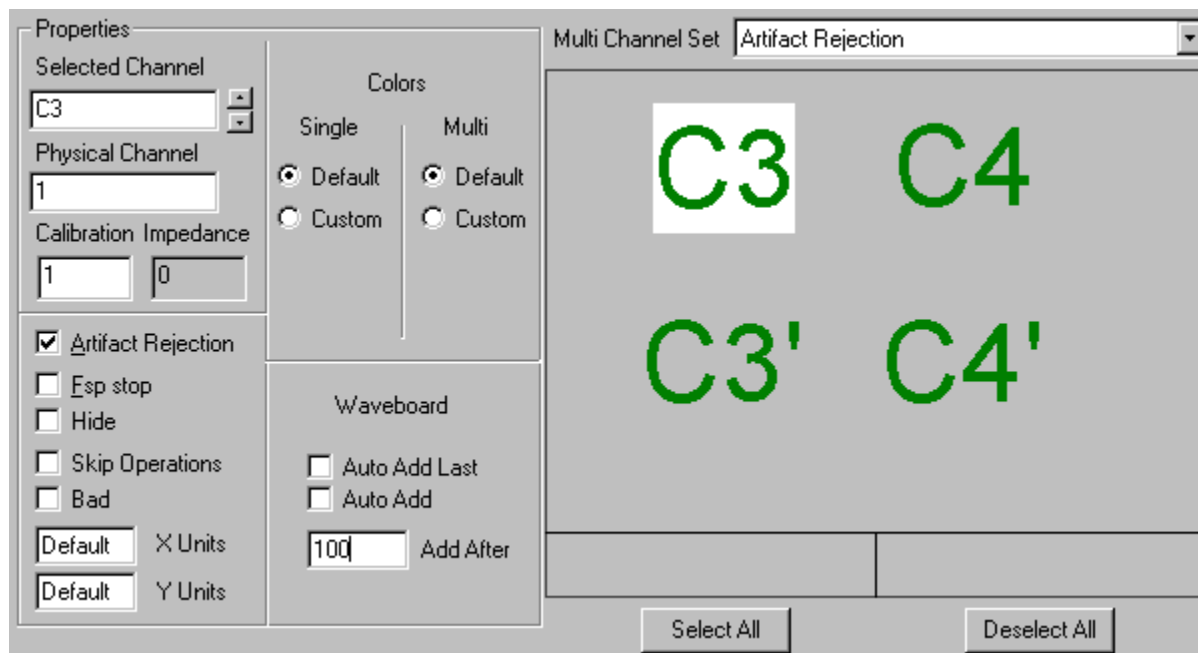 Properties
Selected Channel
C3
Physical Channel
1
Calibration Impedance
1 0
Colors
Single Multi
Default Default
Custom Custom
Artifact Rejection
Fsp stop
Hide
Skip Operations
Bad
Default X Units
Default Y Units
Waveboard
Auto Add Last
Auto Add
100 Add After
Multi Channel Set Artifact Rejection
C3 C4
C3' C4'
Select All Deselect All